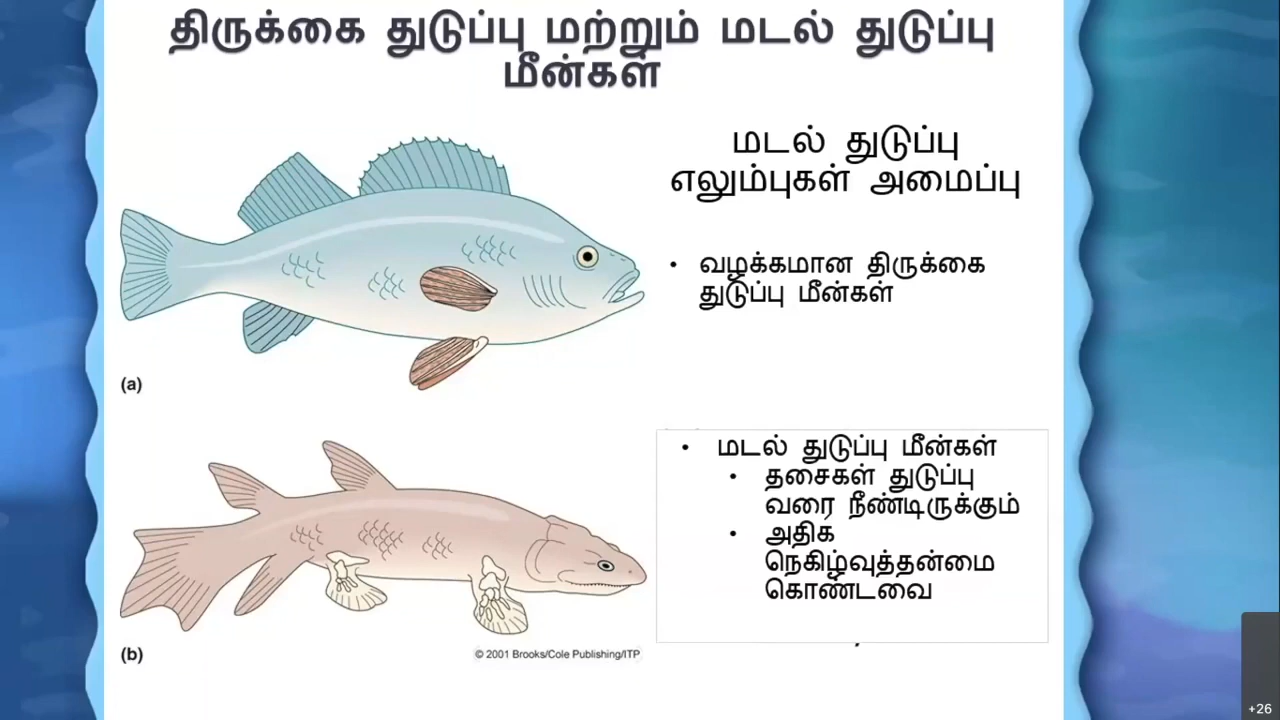 திருக்கை துடுப்பு மற்றும் மடல் துடுப்பு
மீன்கள்
மடல் துடுப்பு
எலும்புகள் அமைப்பு
• வழக்கமான திருக்கை
துடுப்பு மீன்கள்
(a)
• மடல் துடுப்பு மீன்கள்
• தசைகள் துடுப்பு
வரை நீண்டிருக்கும்
• அதிக
நெகிழ்வுத்தன்மை
கொண்டவை
(b)
© 2001 Brooks/Cole Publishing/ITP
+26